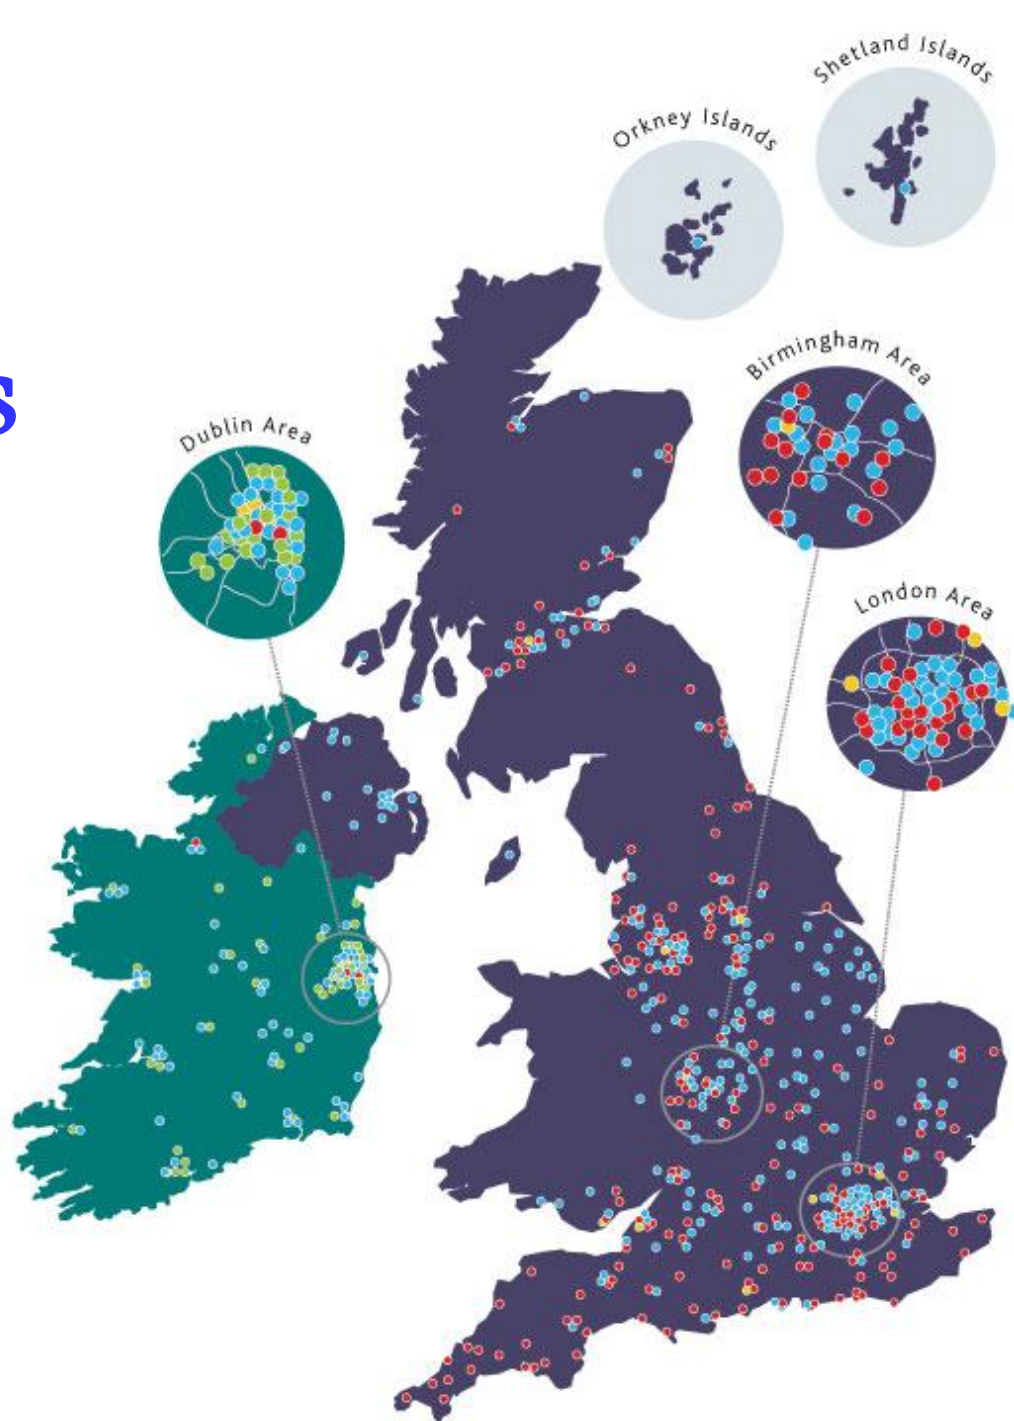 Shetland Islands
Orkney Islands
Birmingham Area
s
Dublin Area
London Area